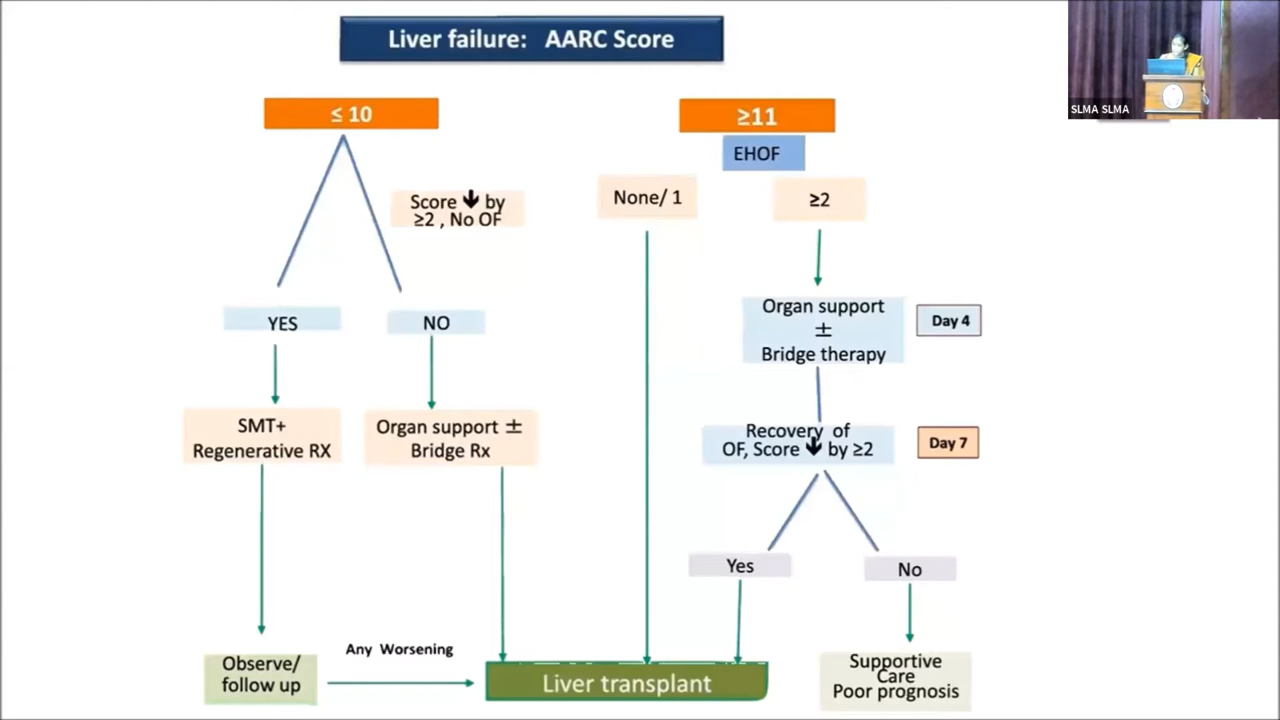 Liver failure: AARC Score
SLMA SLMA
≤ 10
≥11
EHOF
Score ↓ by
≥2 , No OF
None/ 1
≥2
YES
NO
Organ support
±
Bridge therapy
Day 4
SMT+
Regenerative RX
Organ support ±
Bridge Rx
Recovery of
OF, Score ↓ by ≥2
Day 7
Yes
No
Observe/
follow up
Any Worsening
Liver transplant
Supportive
Care
Poor prognosis